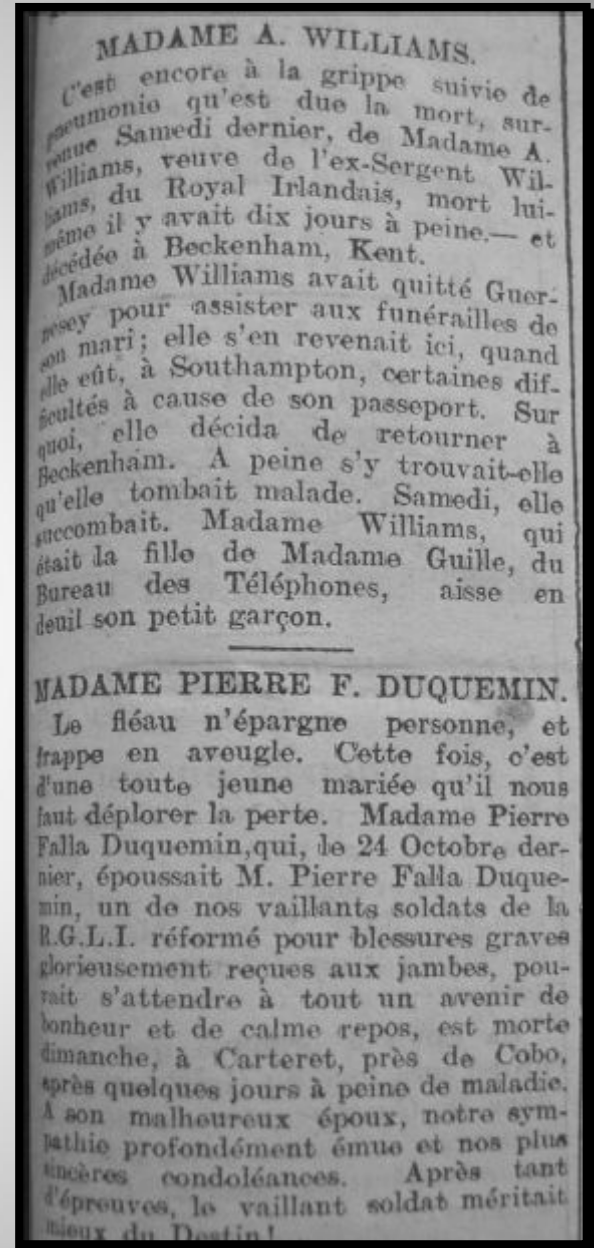 MADAME A. WILLIAMS.
C'est encore à la grippe suivie de
pneumonie qu'est due la mort, sur-
venue Samedi dernier, de Madame A.
Williams, veuve de l'ex-Sergent Wil-
liams, du Royal Irlandais, mort lui-
même il y avait dix jours à peine.— et
décédée à Beckenham, Kent.
Madame Williams avait quitté Guer-
nesey pour assister aux funérailles de
son mari; elle s'en revenait ici, quand
elle eût, à Southampton, certaines dif-
ficultés à cause de son passeport. Sur
quoi, elle décida de retourner à
Beckenham. A peine s'y trouvait-elle
qu'elle tombait malade. Samedi, elle
succombait. Madame Williams, qui
était la fille de Madame Guille, du
Bureau des Téléphones, aisse en
deuil son petit garçon.
MADAME PIERRE F. DUQUEMIN.
Le fléau n'épargne personne, et
frappe en aveugle. Cette fois, c'est
d'une toute jeune mariée qu'il nous
faut déplorer la perte. Madame Pierre
Falla Duquemin,qui, le 24 Octobre der-
nier, époussait M. Pierre Falla Duque-
min, un de nos vaillants soldats de la
R.G.L.I. réformé pour blessures graves
glorieusement reçues aux jambes, pou-
vait s'attendre à tout un avenir de
bonheur et de calme repos, est morte
dimanche, à Carteret, près de Cobo,
après quelques jours à peine de maladie.
A son malheureux époux, notre sym-
pathie profondément émue et nos plus
sincères condoléances. Après tant
d'épreuves, le vaillant soldat méritait
mieux du Destin!